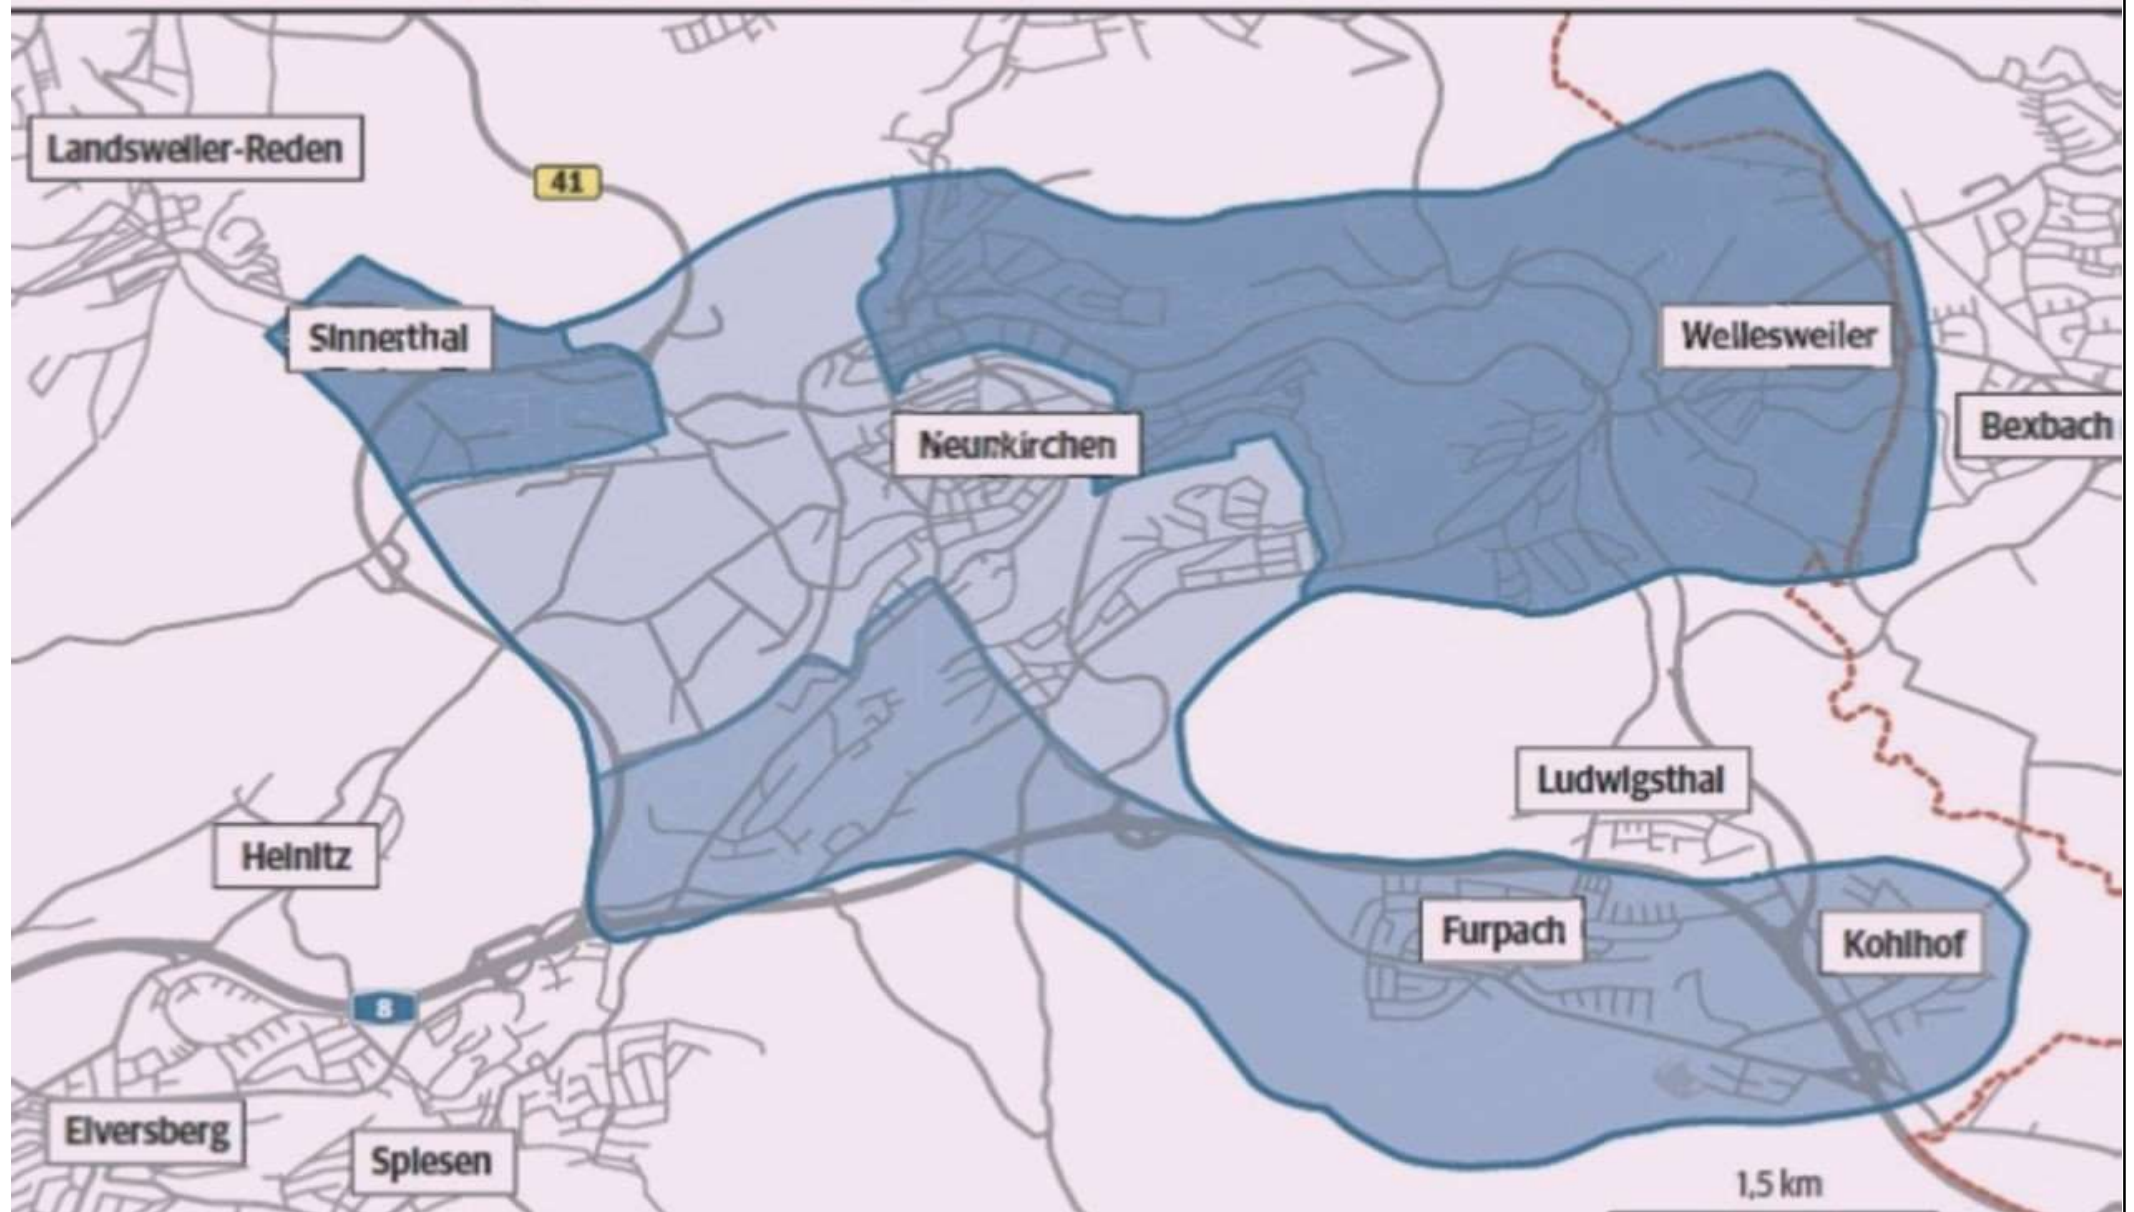 Landsweiler-Reden
41
Sinnerthal
Wellesweiler
Bexbach
Neunkirchen
Ludwigsthal
Heinitz
Furpach
Kohlhof
8
Elversberg
Spiesen
1,5 km